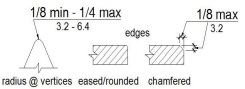 1/8 min - 1/4 max
3.2 - 6.4
1/8 max
3.2
edges
radius @ vertices eased/rounded chamfered